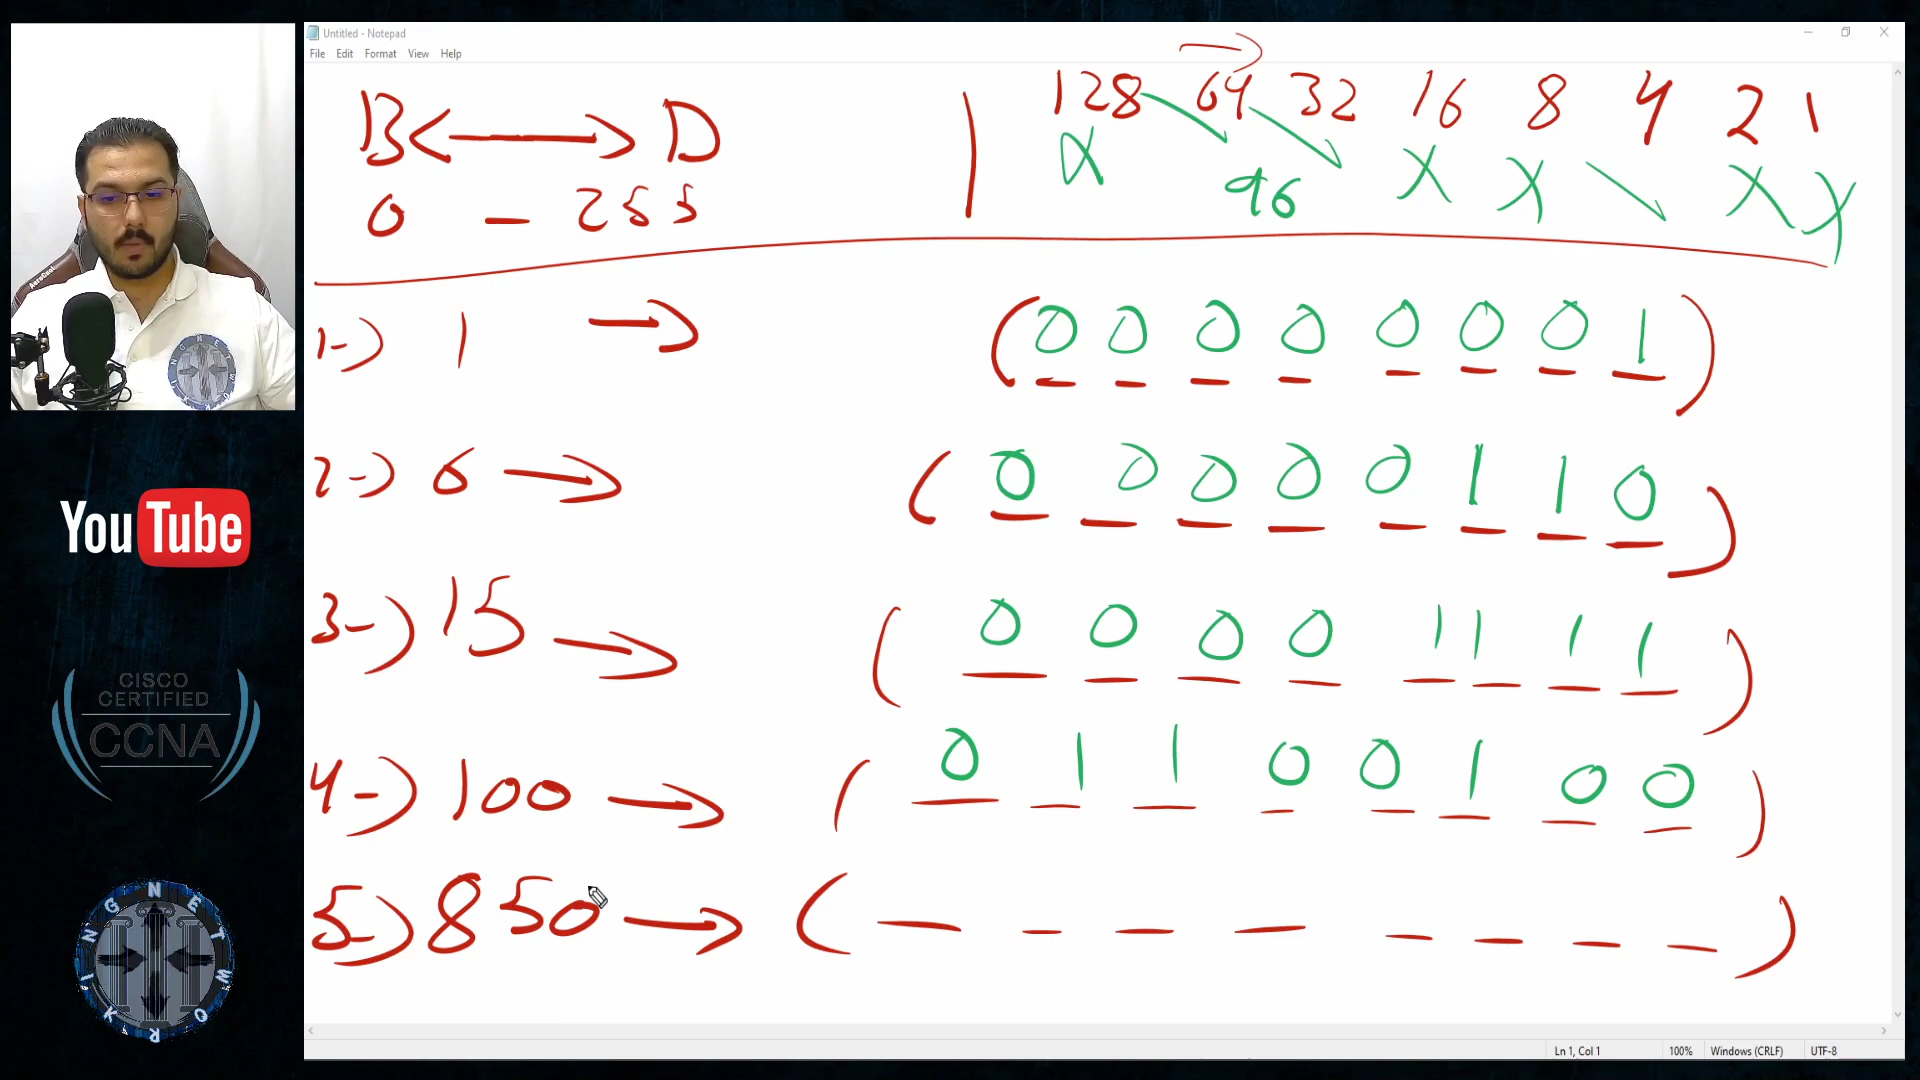 Untitled - Notepad
File Edit Format View Help
128 64 32 16 8 4 2 1
B <-> D
X 96 X X X X
0 - 255
1-) 1 → (0 0 0 0 0 0 0 1)
2-) 6 → (0 0 0 0 0 1 1 0)
3-) 15 → (0 0 0 0 1 1 1 1)
4-) 100 → (0 1 1 0 0 1 0 0)
5-) 850 → (_ _ _ _ _ _ _ _)
YouTube
CISCO
CERTIFIED
CCNA
NETWORKING
Ln 1, Col 1 100% Windows (CRLF) UTF-8